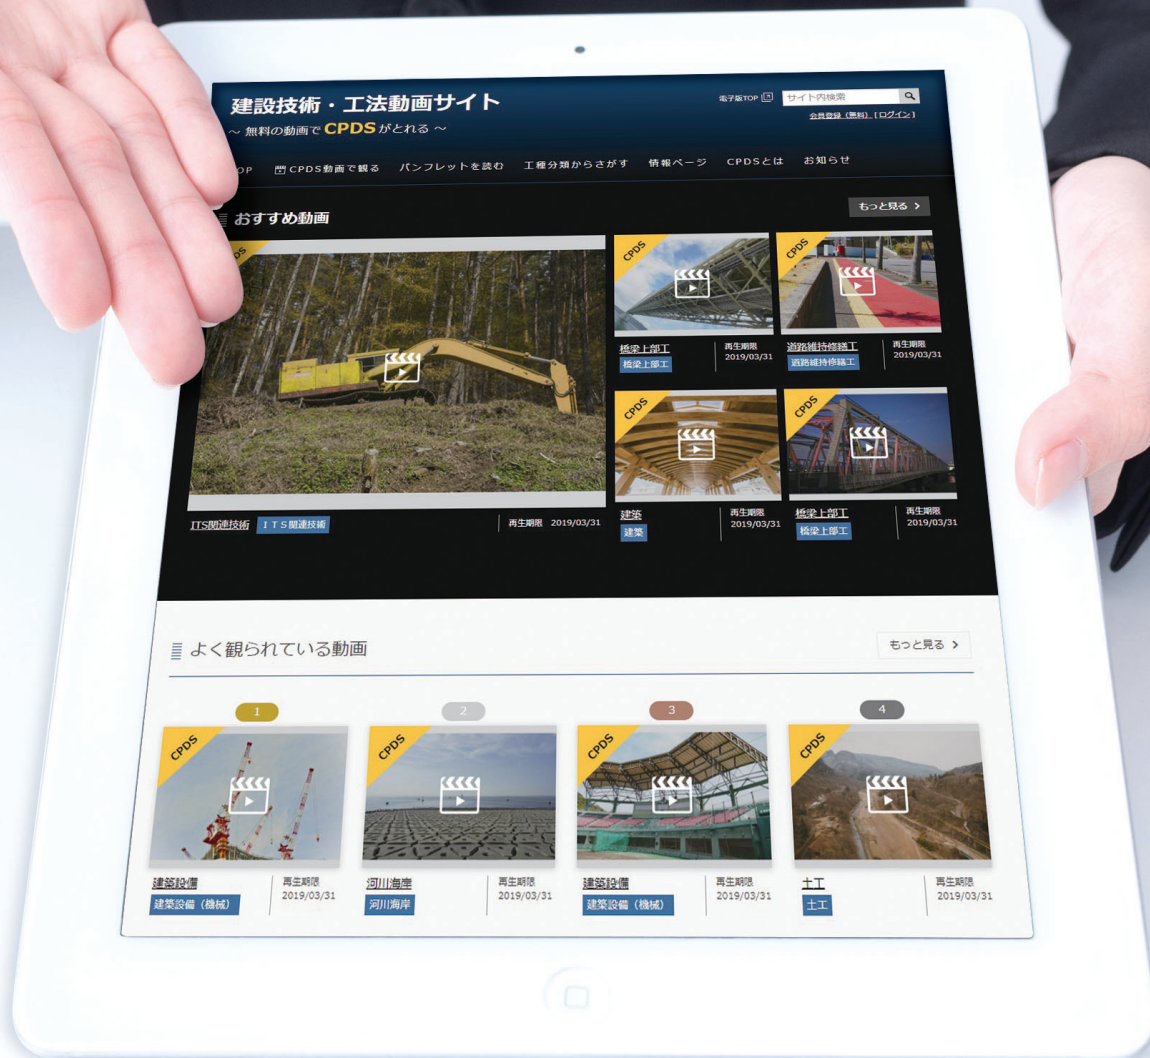 建設技術・工法動画サイト
～ 無料の動画で CPDS がとれる ～
電子版TOP
サイト内検索
会員登録（無料） [ログイン]
OP
CPDS動画で観る
パンフレットを読む
工種分類からさがす
情報ページ
CPDSとは
お知らせ
おすすめ動画
もっと見る >
CPDS
ITS関連技術
ＩＴＳ関連技術
再生期限 2019/03/31
CPDS
橋梁上部工
橋梁上部工
再生期限
2019/03/31
CPDS
道路維持修繕工
道路維持修繕工
再生期限
2019/03/31
CPDS
建築
建築
再生期限
2019/03/31
CPDS
橋梁上部工
橋梁上部工
再生期限
2019/03/31
よく観られている動画
もっと見る >
1
CPDS
建築設備
建築設備（機械）
再生期限
2019/03/31
2
CPDS
河川海岸
河川海岸
再生期限
2019/03/31
3
CPDS
建築設備
建築設備（機械）
再生期限
2019/03/31
4
CPDS
土工
土工
再生期限
2019/03/31